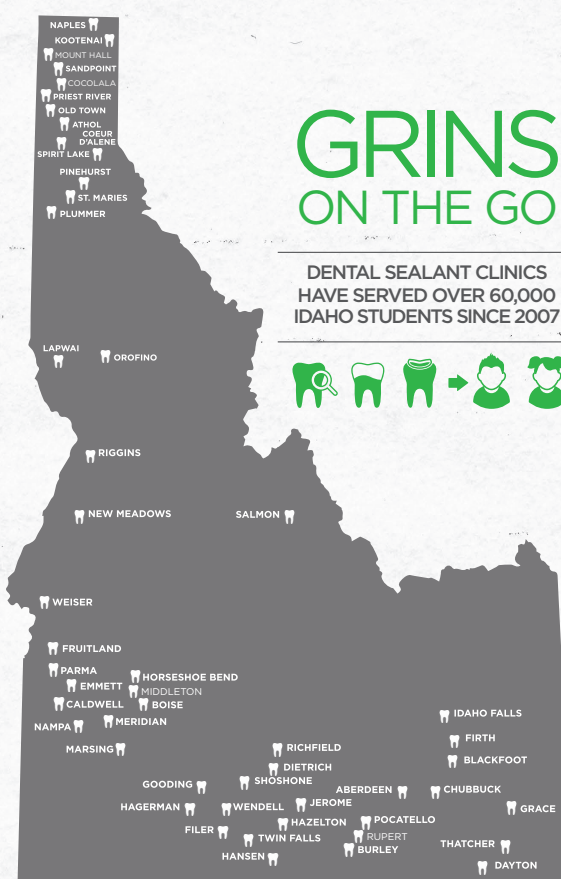 NAPLES
KOOTENAI
MOUNT HALL
SANDPOINT
COCOLALA
PRIEST RIVER
OLD TOWN
ATHOL
COEUR
D'ALENE
SPIRIT LAKE
PINEHURST
ST. MARIES
PLUMMER
GRINS
ON THE GO
DENTAL SEALANT CLINICS
HAVE SERVED OVER 60,000
IDAHO STUDENTS SINCE 2007
LAPWAI
OROFINO
RIGGINS
NEW MEADOWS
SALMON
WEISER
FRUITLAND
PARMA
HORSESHOE BEND
EMMETT
MIDDLETON
CALDWELL
BOISE
NAMPA
MERIDIAN
MARSING
IDAHO FALLS
FIRTH
RICHFIELD
BLACKFOOT
DIETRICH
SHOSHONE
GOODING
ABERDEEN
CHUBBUCK
HAGERMAN
WENDELL
JEROME
GRACE
HAZELTON
POCATELLO
FILER
RUPERT
TWIN FALLS
THATCHER
BURLEY
HANSEN
DAYTON